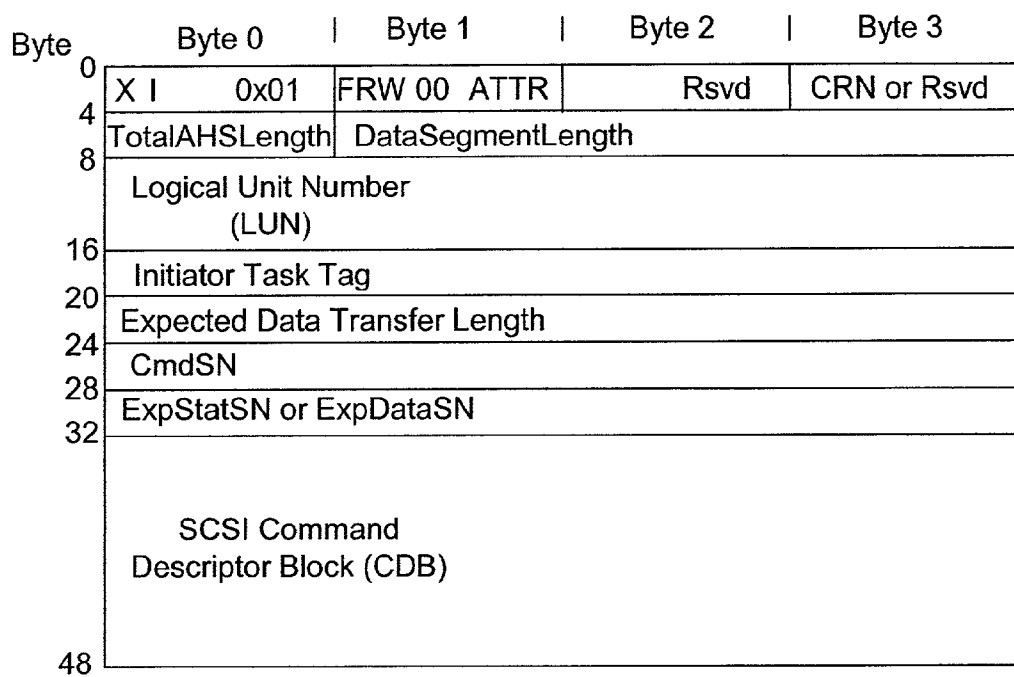 Byte Byte 0 | Byte 1 | Byte 2 | Byte 3
0
X I 0x01 FRW 00 ATTR Rsvd CRN or Rsvd
4
TotalAHSLength DataSegmentLength
8
Logical Unit Number
(LUN)
16
Initiator Task Tag
20
Expected Data Transfer Length
24
CmdSN
28
ExpStatSN or ExpDataSN
32
SCSI Command
Descriptor Block (CDB)
48